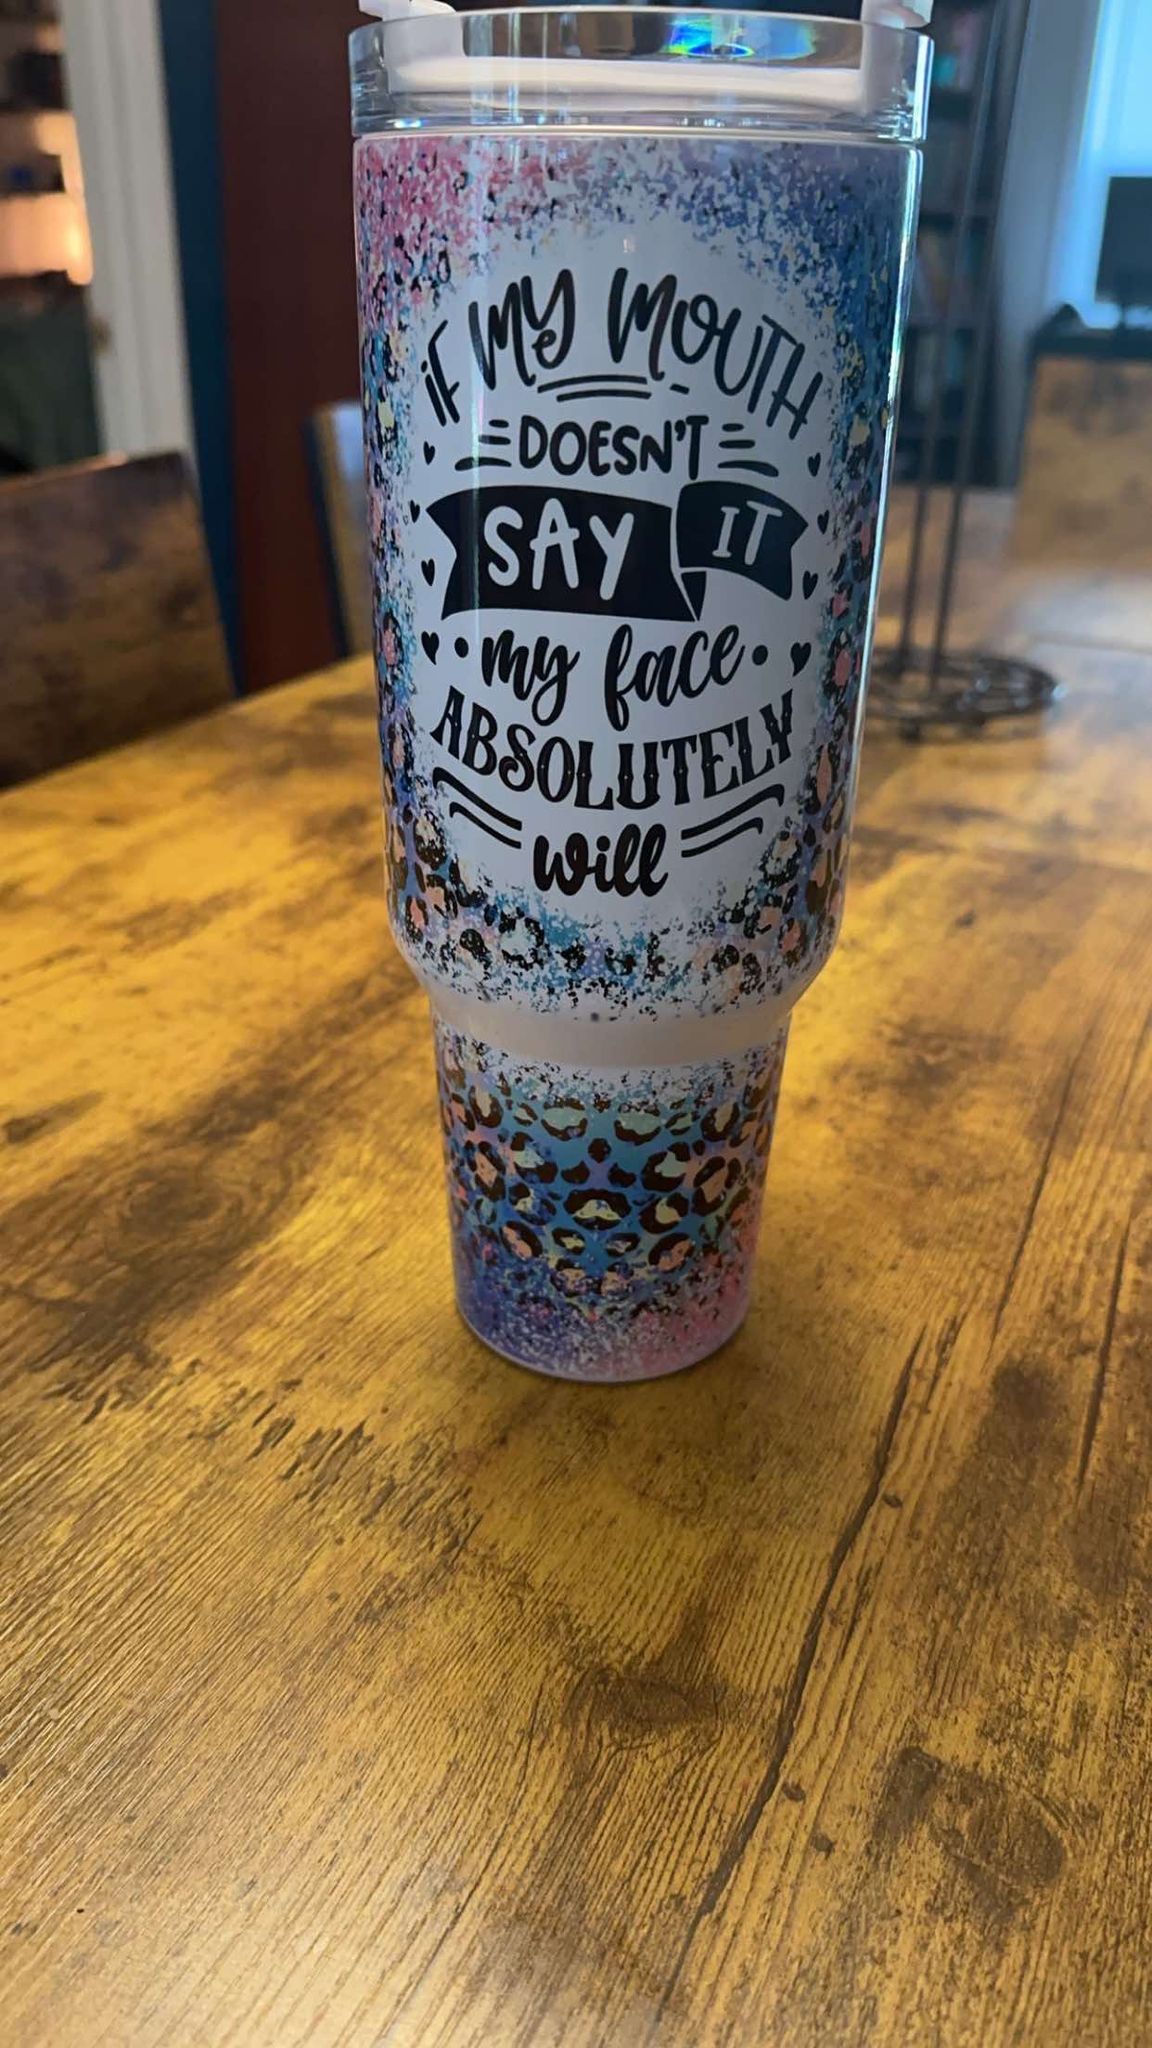 iF MY MOUTH
DOESN'T
SAY IT
my face
ABSOLUTELY
will